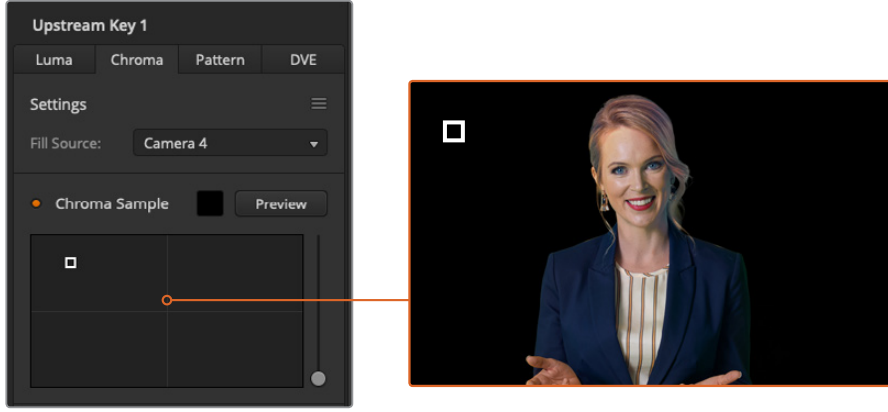 Upstream Key 1
Luma Chroma Pattern DVE
Settings
Fill Source: Camera 4
Chroma Sample Preview